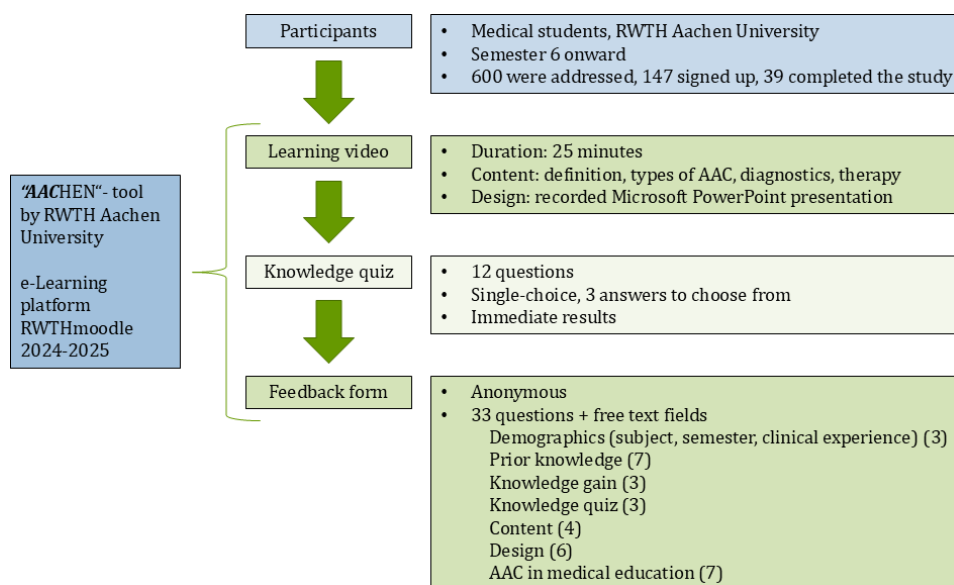 Participants
• Medical students, RWTH Aachen University
• Semester 6 onward
• 600 were addressed, 147 signed up, 39 completed the study
"AACHEN"- tool
by RWTH Aachen
University
e-Learning
platform
RWTHmoodle
2024-2025
Learning video
• Duration: 25 minutes
• Content: definition, types of AAC, diagnostics, therapy
• Design: recorded Microsoft PowerPoint presentation
Knowledge quiz
• 12 questions
• Single-choice, 3 answers to choose from
• Immediate results
Feedback form
• Anonymous
• 33 questions + free text fields
Demographics (subject, semester, clinical experience) (3)
Prior knowledge (7)
Knowledge gain (3)
Knowledge quiz (3)
Content (4)
Design (6)
AAC in medical education (7)